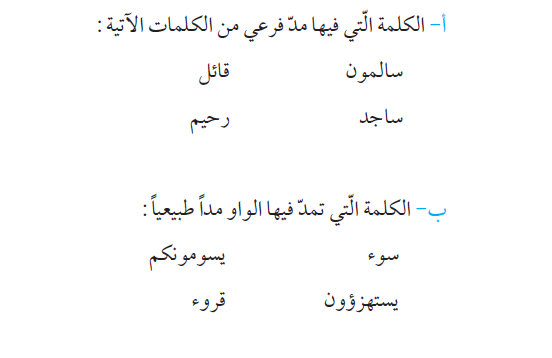 أ- الكلمة الّتي فيها مدّ فرعي من الكلمات الآتية :
سالمون قائل
ساجد رحيم
ب- الكلمة الّتي تمدّ فيها الواو مداً طبيعياً :
سوء يسومونكم
يستهزؤون قروء